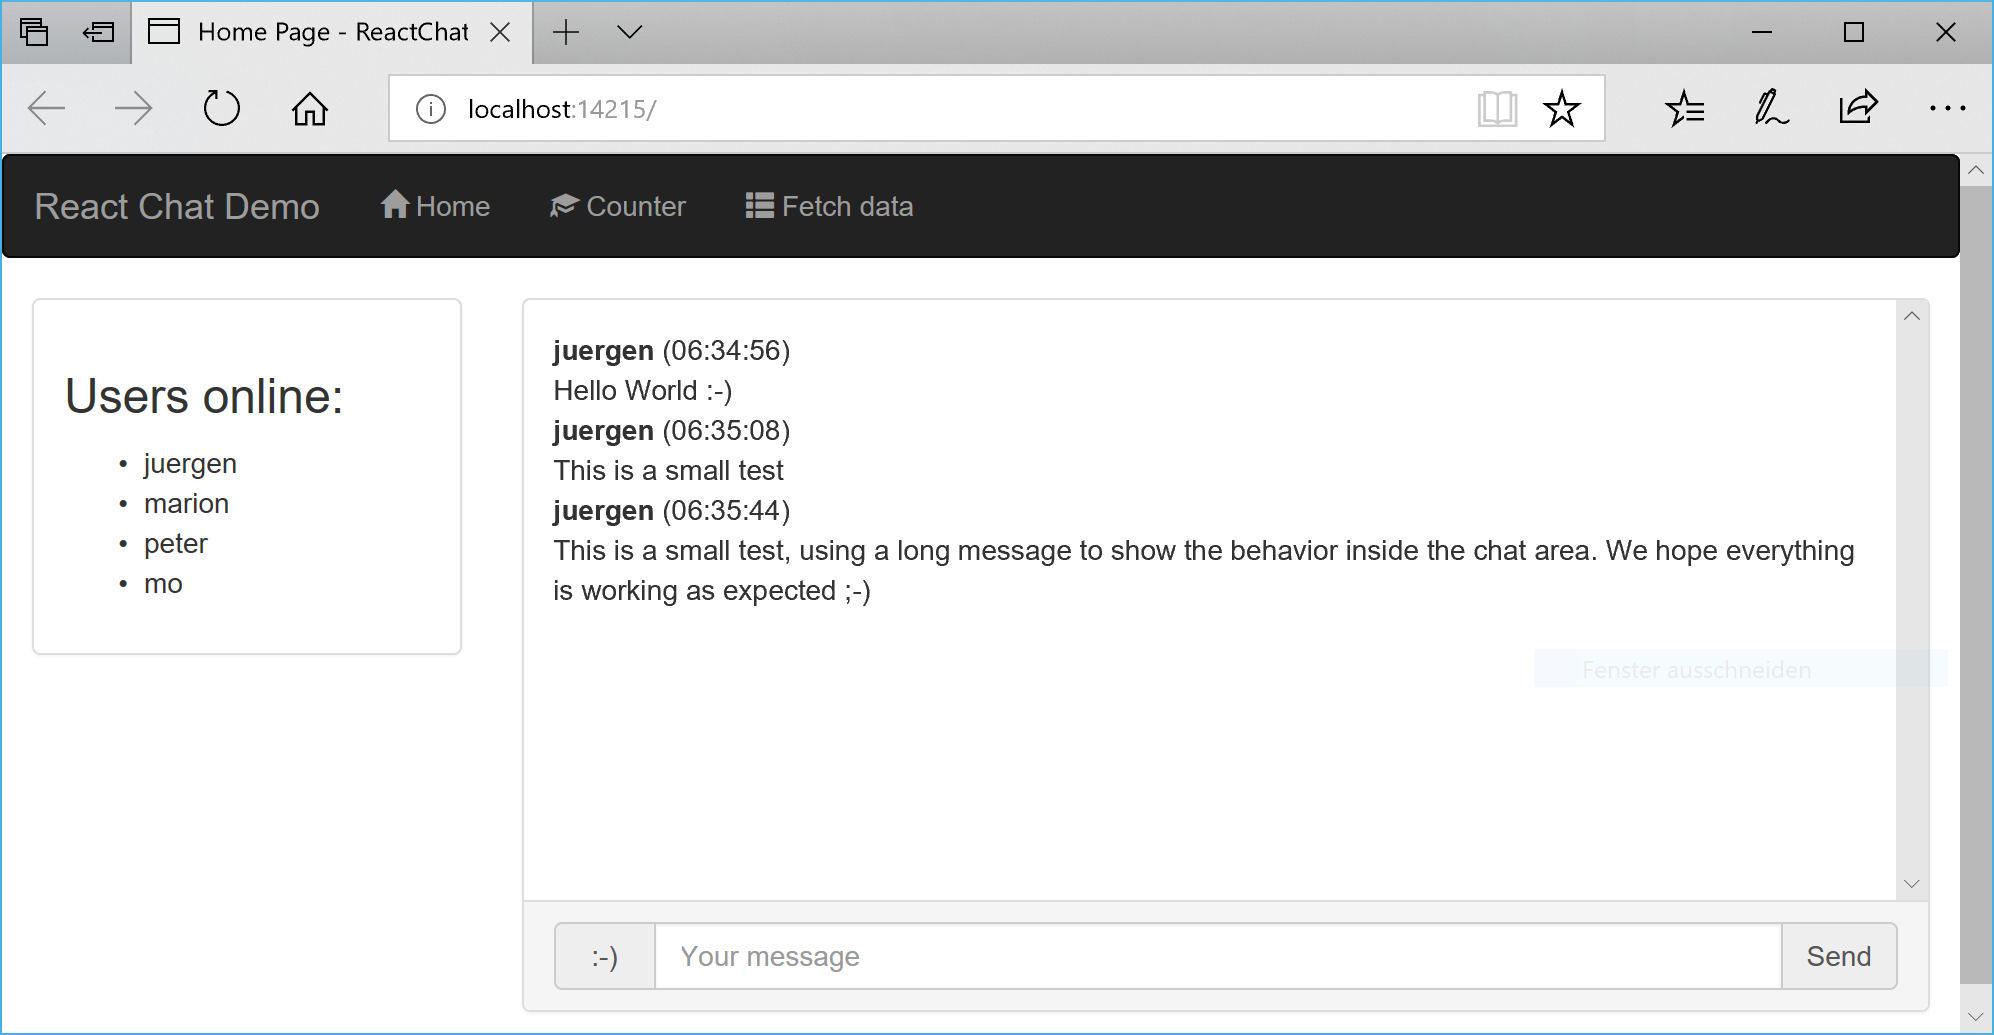 Home Page - ReactChat
localhost:14215/
React Chat Demo Home Counter Fetch data
Users online:
• juergen
• marion
• peter
• mo
juergen (06:34:56)
Hello World :-)
juergen (06:35:08)
This is a small test
juergen (06:35:44)
This is a small test, using a long message to show the behavior inside the chat area. We hope everything
is working as expected ;-)
Fenster ausschneiden
:-) Your message Send